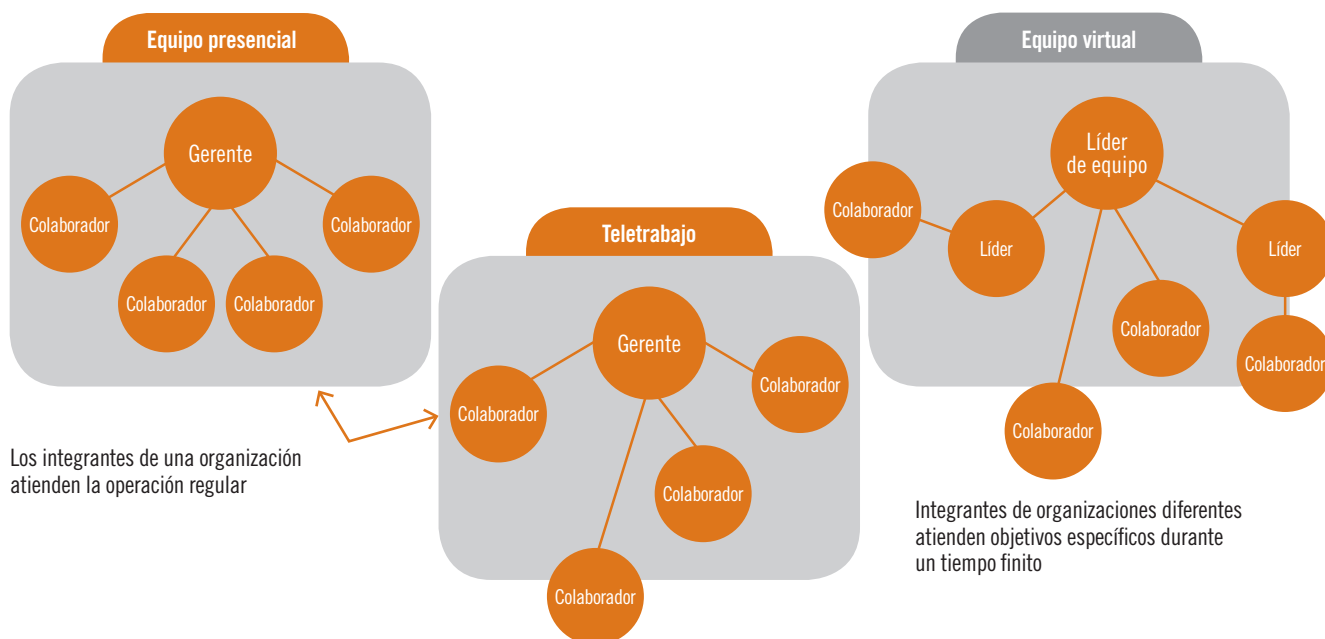 Equipo presencial
Gerente
Colaborador
Colaborador
Colaborador
Colaborador
Los integrantes de una organización
atienden la operación regular
Teletrabajo
Gerente
Colaborador
Colaborador
Colaborador
Colaborador
Equipo virtual
Líder
de equipo
Colaborador
Líder
Líder
Colaborador
Colaborador
Colaborador
Integrantes de organizaciones diferentes
atienden objetivos específicos durante
un tiempo finito